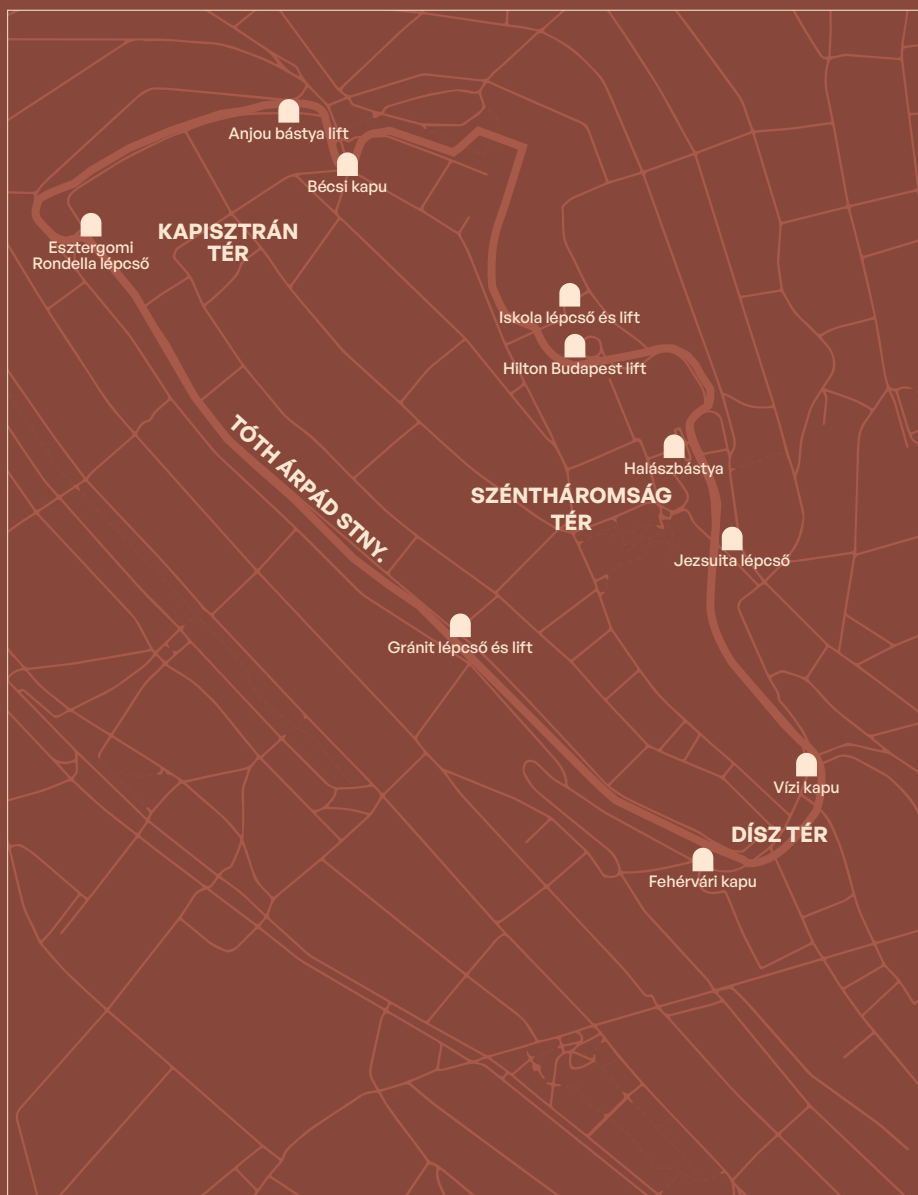 Anjou bástya lift
Bécsi kapu
Esztergomi
Rondella lépcső
KAPISZTRÁN
TÉR
Iskola lépcső és lift
Hilton Budapest lift
TÓTH ÁRPÁD STNY.
Halászbástya
SZÉNTHÁROMSÁG
TÉR
Jezsuita lépcső
Gránit lépcső és lift
Vízi kapu
DÍSZ TÉR
Fehérvári kapu